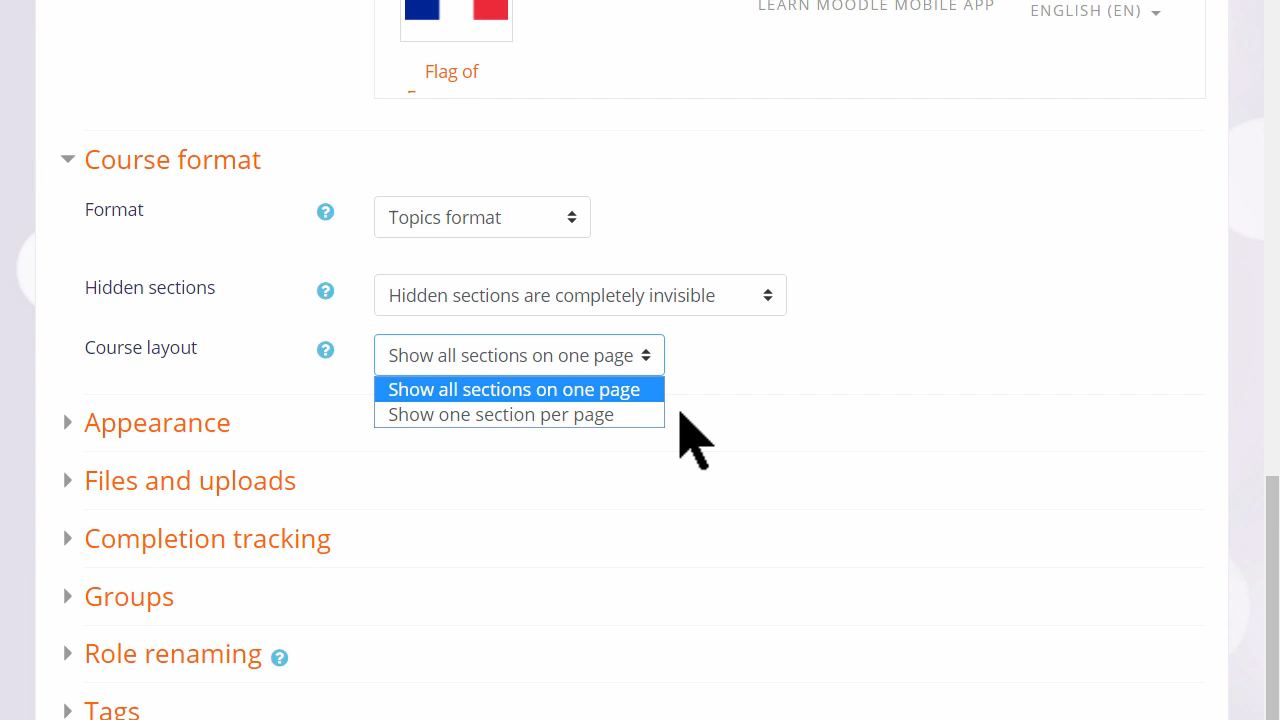 LEARN MOODLE MOBILE APP
ENGLISH (EN)
Flag of
Course format
Format
Topics format
Hidden sections
Hidden sections are completely invisible
Course layout
Show all sections on one page
Show all sections on one page
Show one section per page
Appearance
Files and uploads
Completion tracking
Groups
Role renaming
Tags